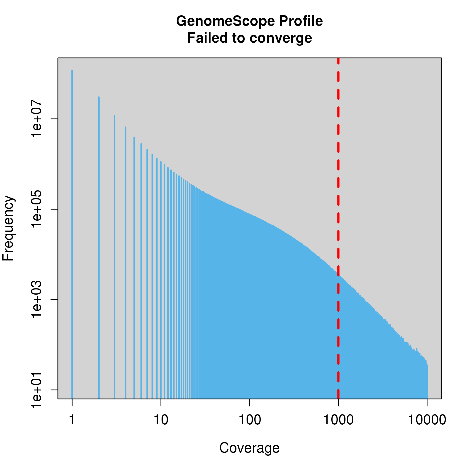 GenomeScope Profile
Failed to converge
Frequency
1e+07
1e+05
1e+03
1e+01
1
10
100
1000
10000
Coverage